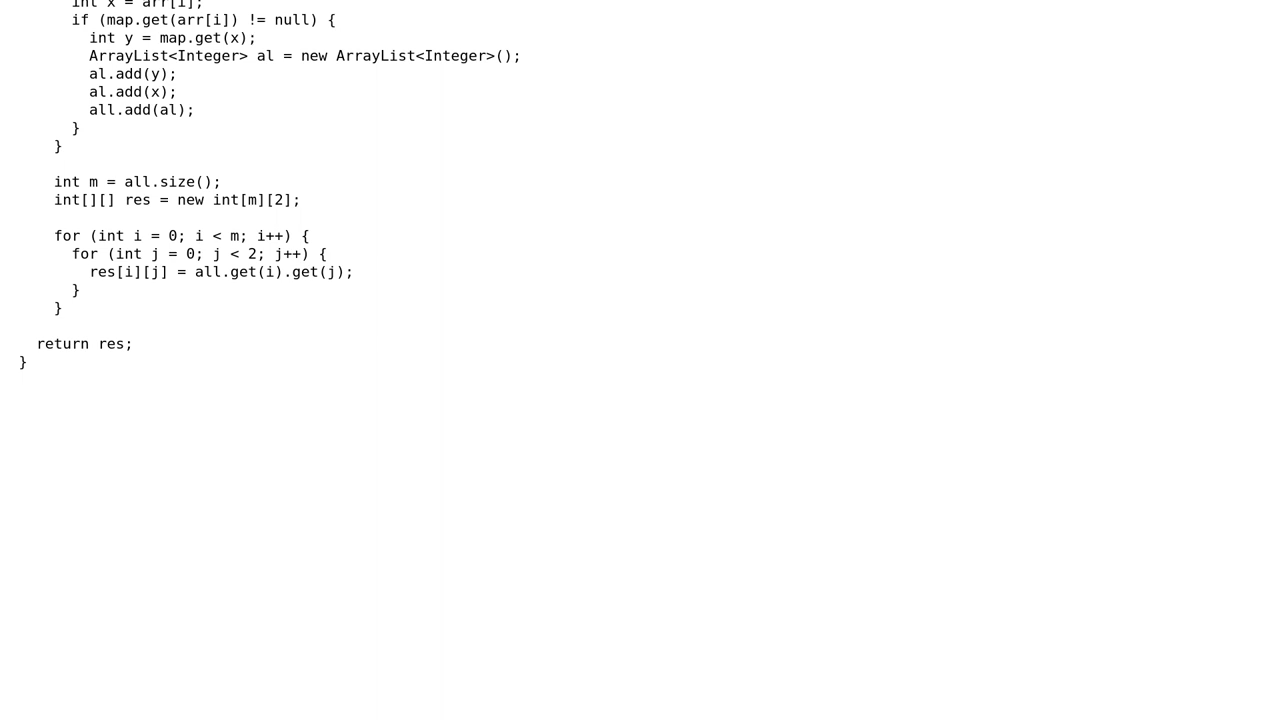 int x = arr[i];
if (map.get(arr[i]) != null) {
int y = map.get(x);
ArrayList<Integer> al = new ArrayList<Integer>();
al.add(y);
al.add(x);
all.add(al);
}
}
int m = all.size();
int[][] res = new int[m][2];
for (int i = 0; i < m; i++) {
for (int j = 0; j < 2; j++) {
res[i][j] = all.get(i).get(j);
}
}
return res;
}